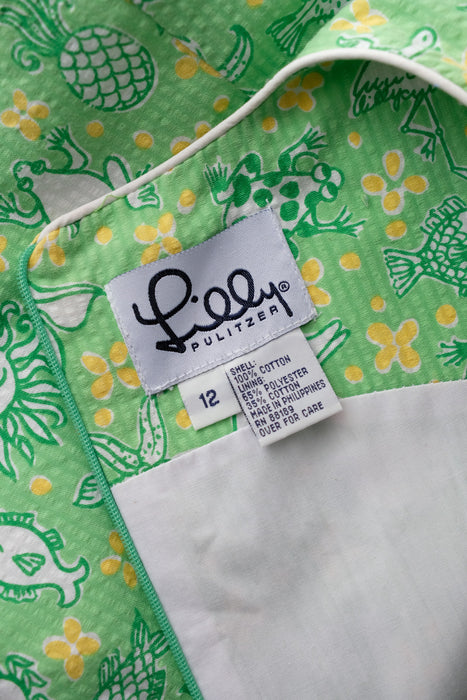 Lilly®
PULITZER
12
SHELL:
100% COTTON
LINING:
65% POLYESTER
35% COTTON
MADE IN PHILIPPINES
RN 88189
OVER FOR CARE